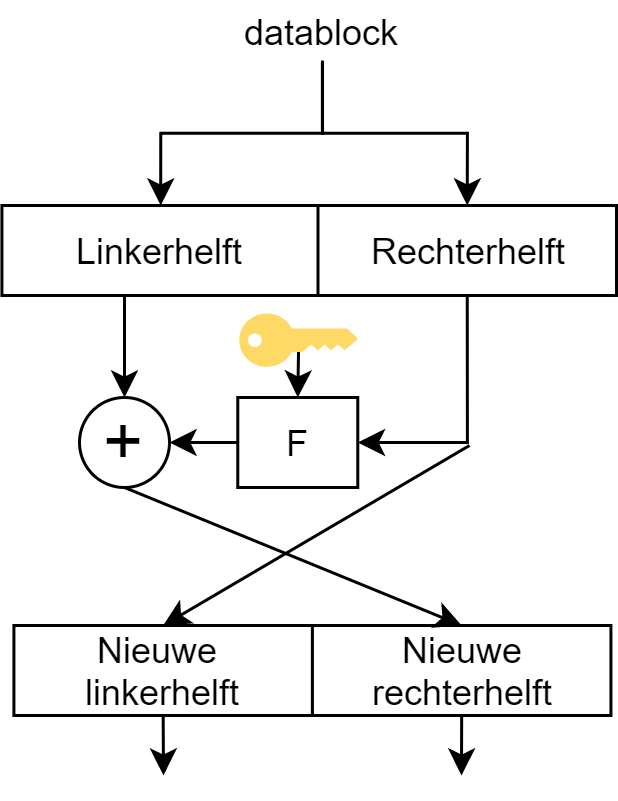 datablock
Linkerhelft
Rechterhelft
+
F
Nieuwe
linkerhelft
Nieuwe
rechterhelft